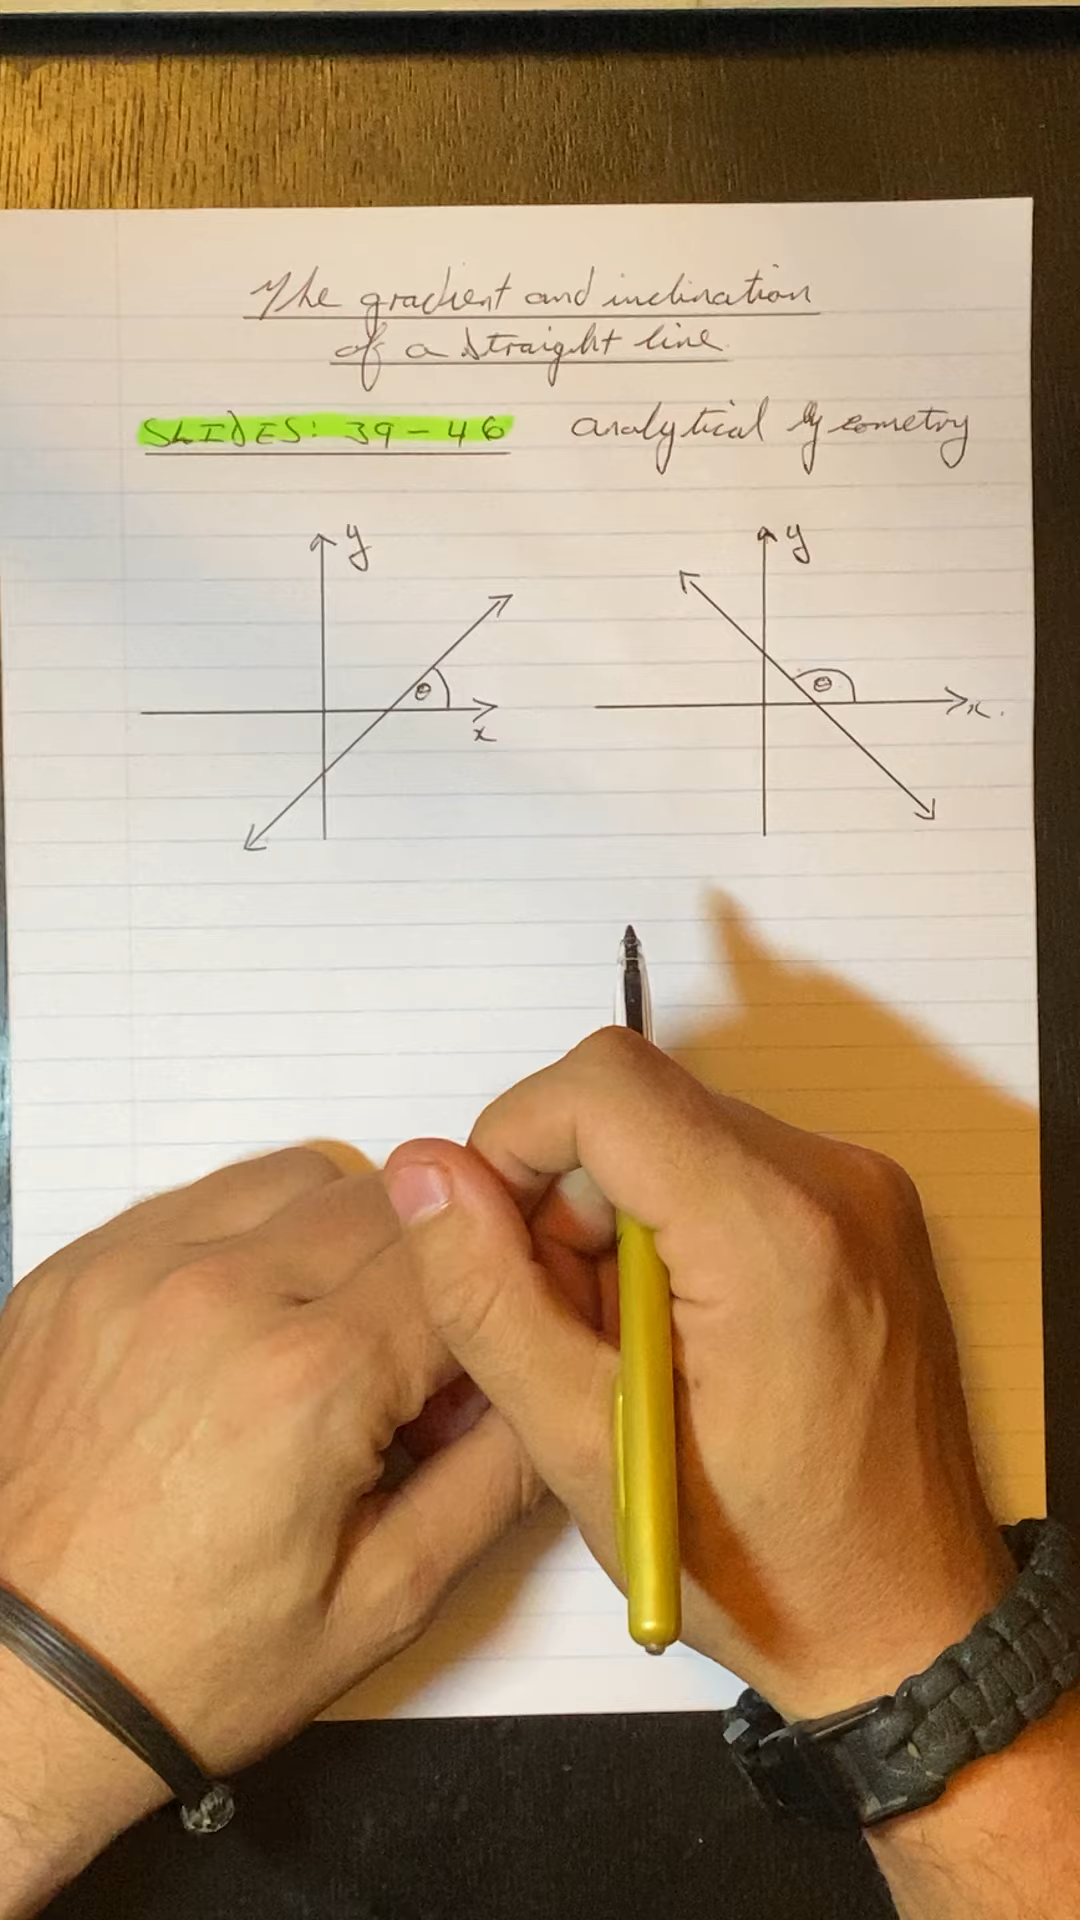 The gradient and inclination
of a straight line
SLIDES: 39 - 46 analytical Geometry
y y
θ θ
x x.